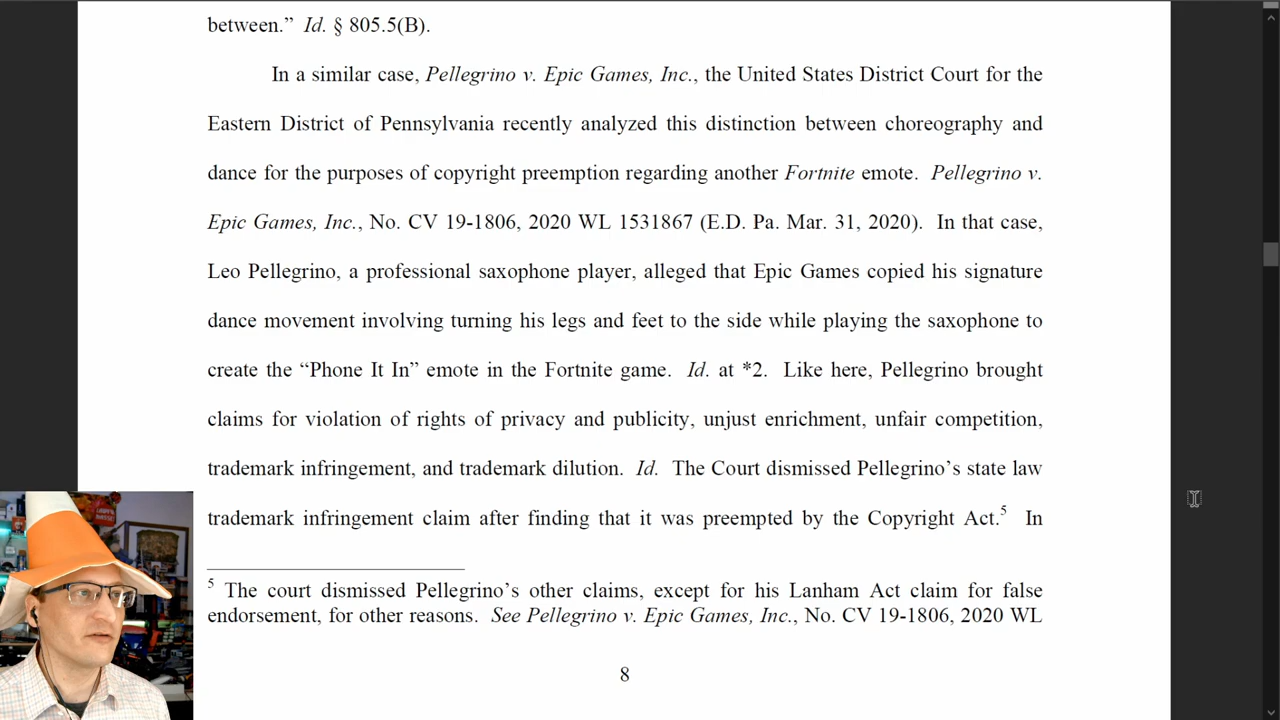 between.” Id. § 805.5(B).
In a similar case, Pellegrino v. Epic Games, Inc., the United States District Court for the
Eastern District of Pennsylvania recently analyzed this distinction between choreography and
dance for the purposes of copyright preemption regarding another Fortnite emote. Pellegrino v.
Epic Games, Inc., No. CV 19-1806, 2020 WL 1531867 (E.D. Pa. Mar. 31, 2020). In that case,
Leo Pellegrino, a professional saxophone player, alleged that Epic Games copied his signature
dance movement involving turning his legs and feet to the side while playing the saxophone to
create the “Phone It In” emote in the Fortnite game. Id. at *2. Like here, Pellegrino brought
claims for violation of rights of privacy and publicity, unjust enrichment, unfair competition,
trademark infringement, and trademark dilution. Id. The Court dismissed Pellegrino’s state law
trademark infringement claim after finding that it was preempted by the Copyright Act.5 In
5 The court dismissed Pellegrino’s other claims, except for his Lanham Act claim for false
endorsement, for other reasons. See Pellegrino v. Epic Games, Inc., No. CV 19-1806, 2020 WL
8